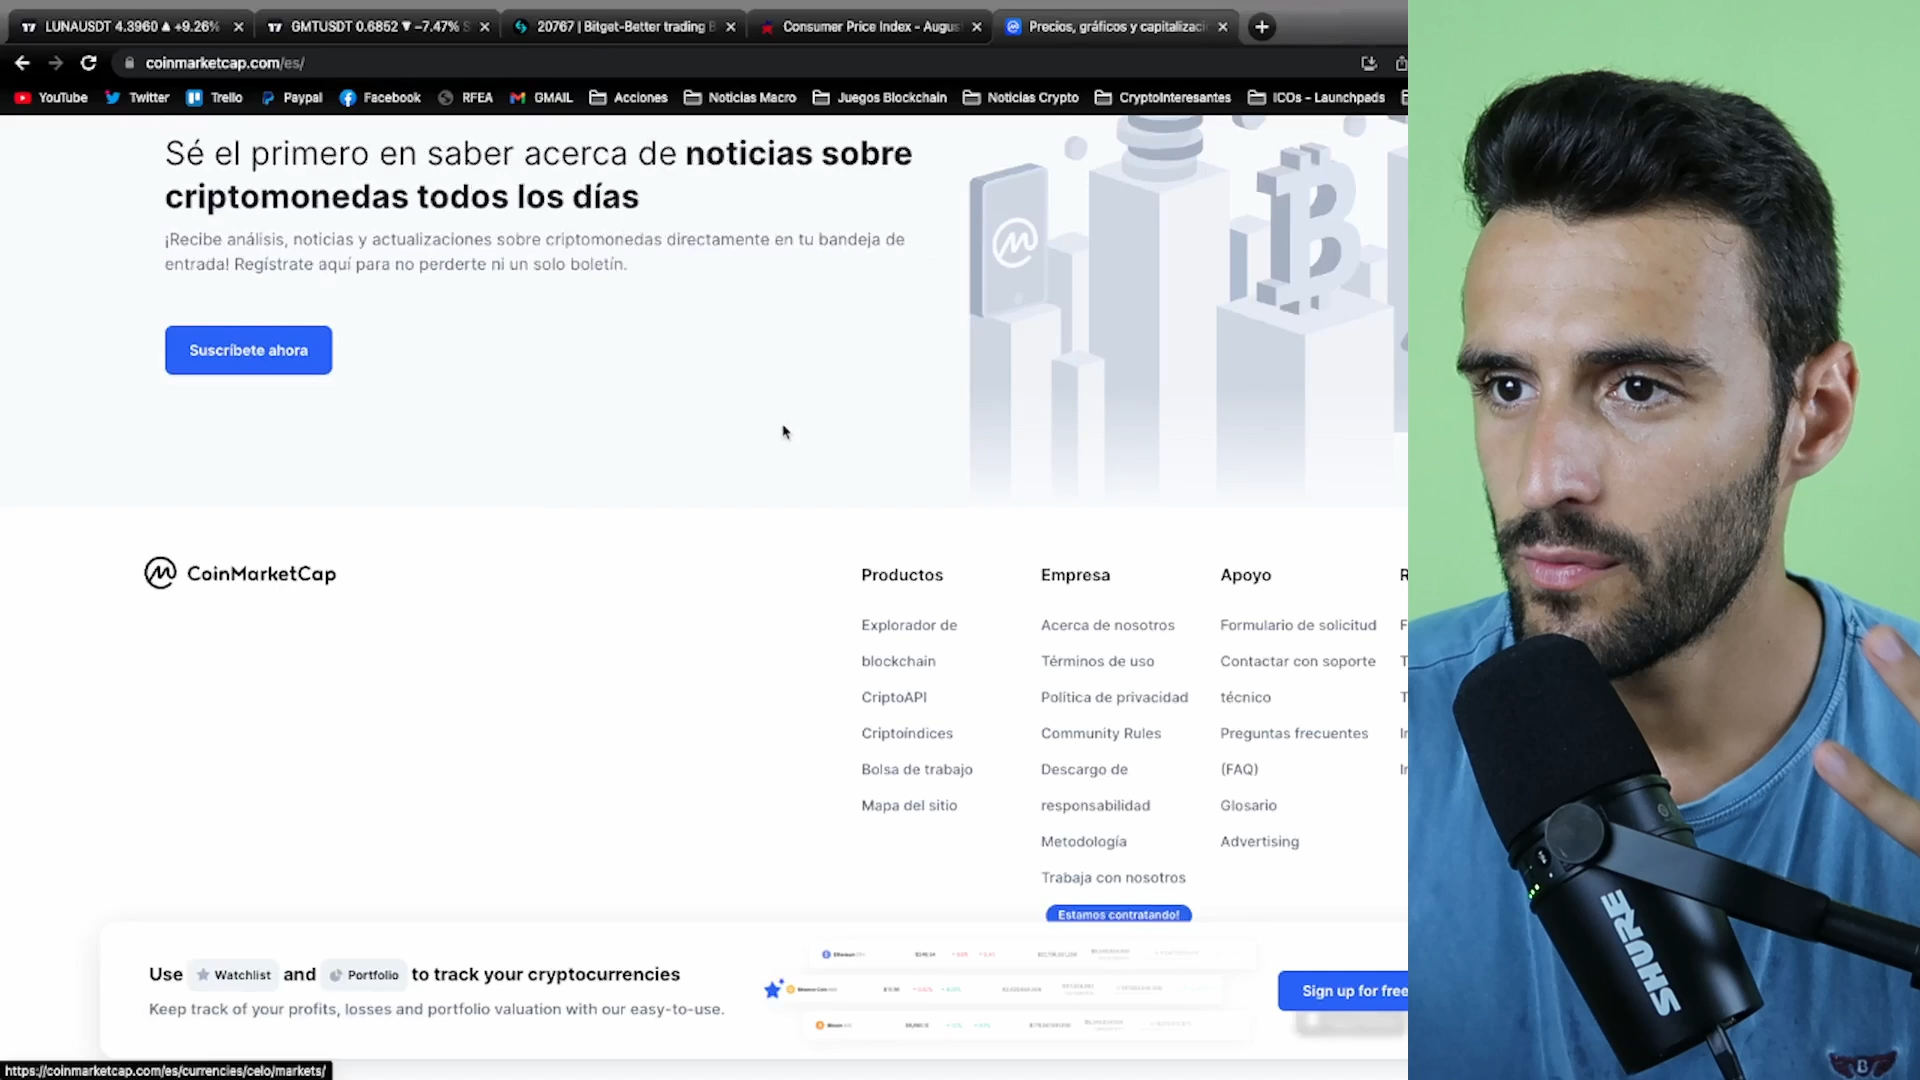 LUNAUSDT 4.3960 ▲ +9.26%
GMTUSDT 0.6852 ▼ −7.47%
20767 | Bitget-Better trading
Consumer Price Index - Augus
Precios, gráficos y capitalizaci
coinmarketcap.com/es/
YouTube
Twitter
Trello
Paypal
Facebook
RFEA
GMAIL
Acciones
Noticias Macro
Juegos Blockchain
Noticias Crypto
CryptoInteresantes
ICOs - Launchpads
Sé el primero en saber acerca de noticias sobre
criptomonedas todos los días
¡Recibe análisis, noticias y actualizaciones sobre criptomonedas directamente en tu bandeja de
entrada! Regístrate aquí para no perderte ni un solo boletín.
Suscríbete ahora
CoinMarketCap
Productos
Explorador de
blockchain
CriptoAPI
Criptoíndices
Bolsa de trabajo
Mapa del sitio
Empresa
Acerca de nosotros
Términos de uso
Política de privacidad
Community Rules
Descargo de
responsabilidad
Metodología
Trabaja con nosotros
Estamos contratando!
Apoyo
Formulario de solicitud
Contactar con soporte
técnico
Preguntas frecuentes
(FAQ)
Glosario
Advertising
Use Watchlist and Portfolio to track your cryptocurrencies
Keep track of your profits, losses and portfolio valuation with our easy-to-use.
Sign up for free
https://coinmarketcap.com/es/currencies/celo/markets/
SHURE